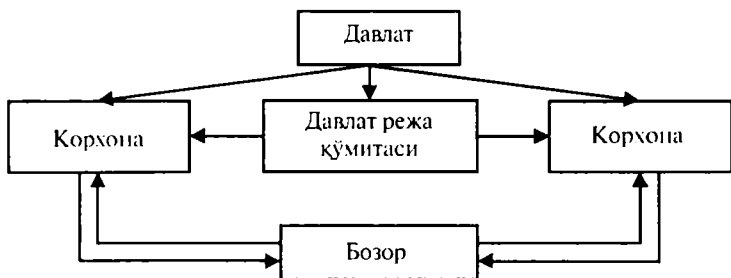 Давлат
Корхона
Давлат режа
қўмитаси
Корхона
Бозор